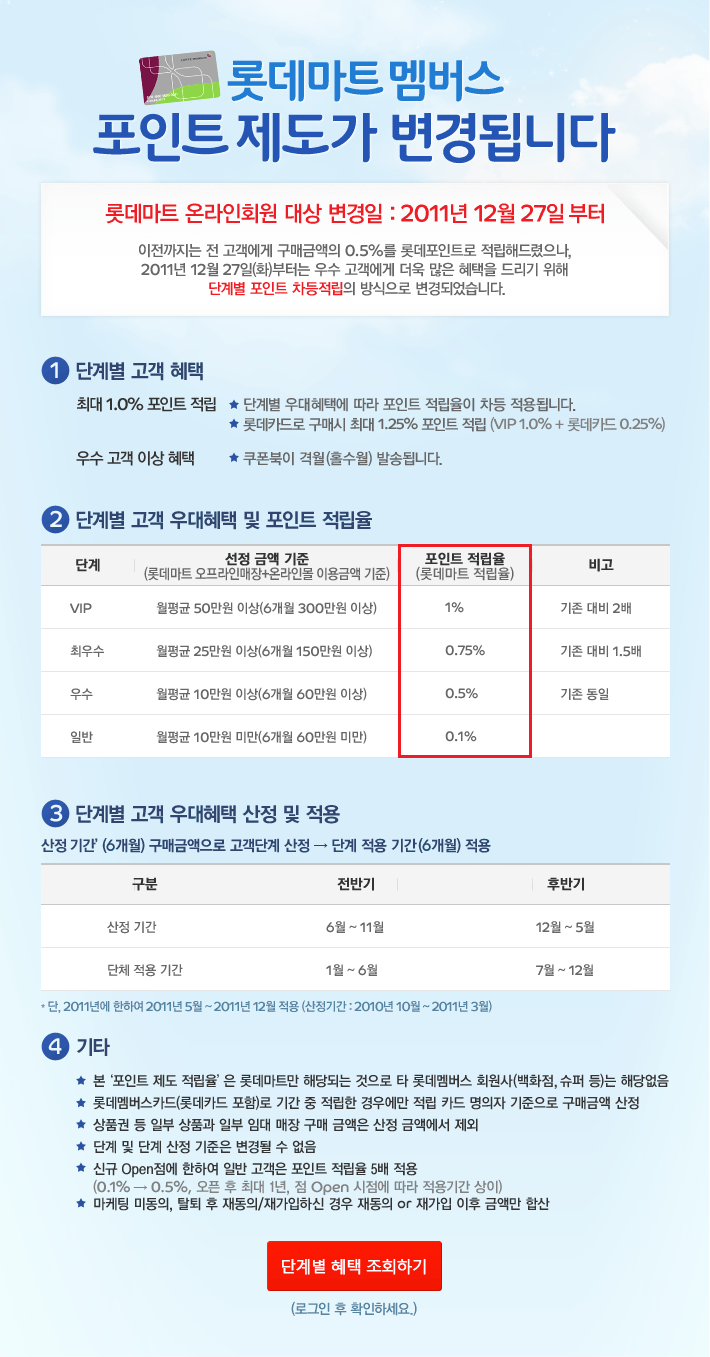 롯데마트 멤버스
포인트 제도가 변경됩니다
롯데마트 온라인회원 대상 변경일 : 2011년 12월 27일 부터
이전까지는 전 고객에게 구매금액의 0.5%를 롯데포인트로 적립해드렸으나,
2011년 12월 27일(화)부터는 우수 고객에게 더욱 많은 혜택을 드리기 위해
단계별 포인트 차등적립의 방식으로 변경되었습니다.
1 단계별 고객 혜택
최대 1.0% 포인트 적립 ★ 단계별 우대혜택에 따라 포인트 적립율이 차등 적용됩니다.
★ 롯데카드로 구매시 최대 1.25% 포인트 적립 (VIP 1.0% + 롯데카드 0.25%)
우수 고객 이상 혜택 ★ 쿠폰북이 격월(홀수월) 발송됩니다.
2 단계별 고객 우대혜택 및 포인트 적립율
단계 선정 금액 기준 포인트 적립율 비고
(롯데마트 오프라인매장+온라인몰 이용금액 기준) (롯데마트 적립율)
VIP 월평균 50만원 이상(6개월 300만원 이상) 1% 기존 대비 2배
최우수 월평균 25만원 이상(6개월 150만원 이상) 0.75% 기존 대비 1.5배
우수 월평균 10만원 이상(6개월 60만원 이상) 0.5% 기존 동일
일반 월평균 10만원 미만(6개월 60만원 미만) 0.1%
3 단계별 고객 우대혜택 산정 및 적용
산정 기간’ (6개월) 구매금액으로 고객단계 산정 → 단계 적용 기간(6개월) 적용
구분 전반기 후반기
산정 기간 6월 ~ 11월 12월 ~ 5월
단체 적용 기간 1월 ~ 6월 7월 ~ 12월
* 단, 2011년에 한하여 2011년 5월 ~ 2011년 12월 적용 (산정기간 : 2010년 10월 ~ 2011년 3월)
4 기타
★ 본 ‘포인트 제도 적립율’ 은 롯데마트만 해당되는 것으로 타 롯데멤버스 회원사(백화점, 슈퍼 등)는 해당없음
★ 롯데멤버스카드(롯데카드 포함)로 기간 중 적립한 경우에만 적립 카드 명의자 기준으로 구매금액 산정
★ 상품권 등 일부 상품과 일부 임대 매장 구매 금액은 산정 금액에서 제외
★ 단계 및 단계 산정 기준은 변경될 수 없음
★ 신규 Open점에 한하여 일반 고객은 포인트 적립율 5배 적용
(0.1% → 0.5%, 오픈 후 최대 1년, 점 Open 시점에 따라 적용기간 상이)
★ 마케팅 미동의, 탈퇴 후 재동의/재가입하신 경우 재동의 or 재가입 이후 금액만 합산
단계별 혜택 조회하기
(로그인 후 확인하세요.)